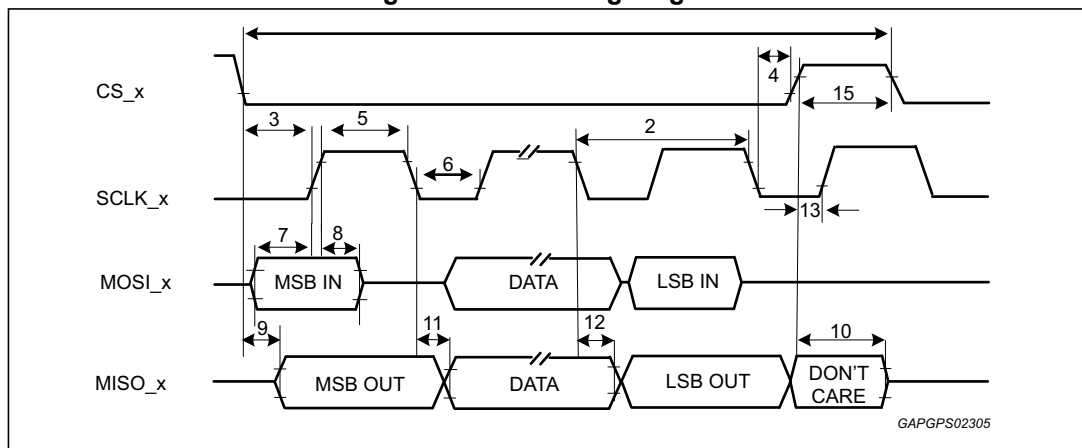 4
CS_x
15
3
5
2
6
SCLK_x
13
7
8
MOSI_x
MSB IN
DATA
LSB IN
9
11
12
10
MISO_x
MSB OUT
DATA
LSB OUT
DON'T
CARE
GAPGPS02305